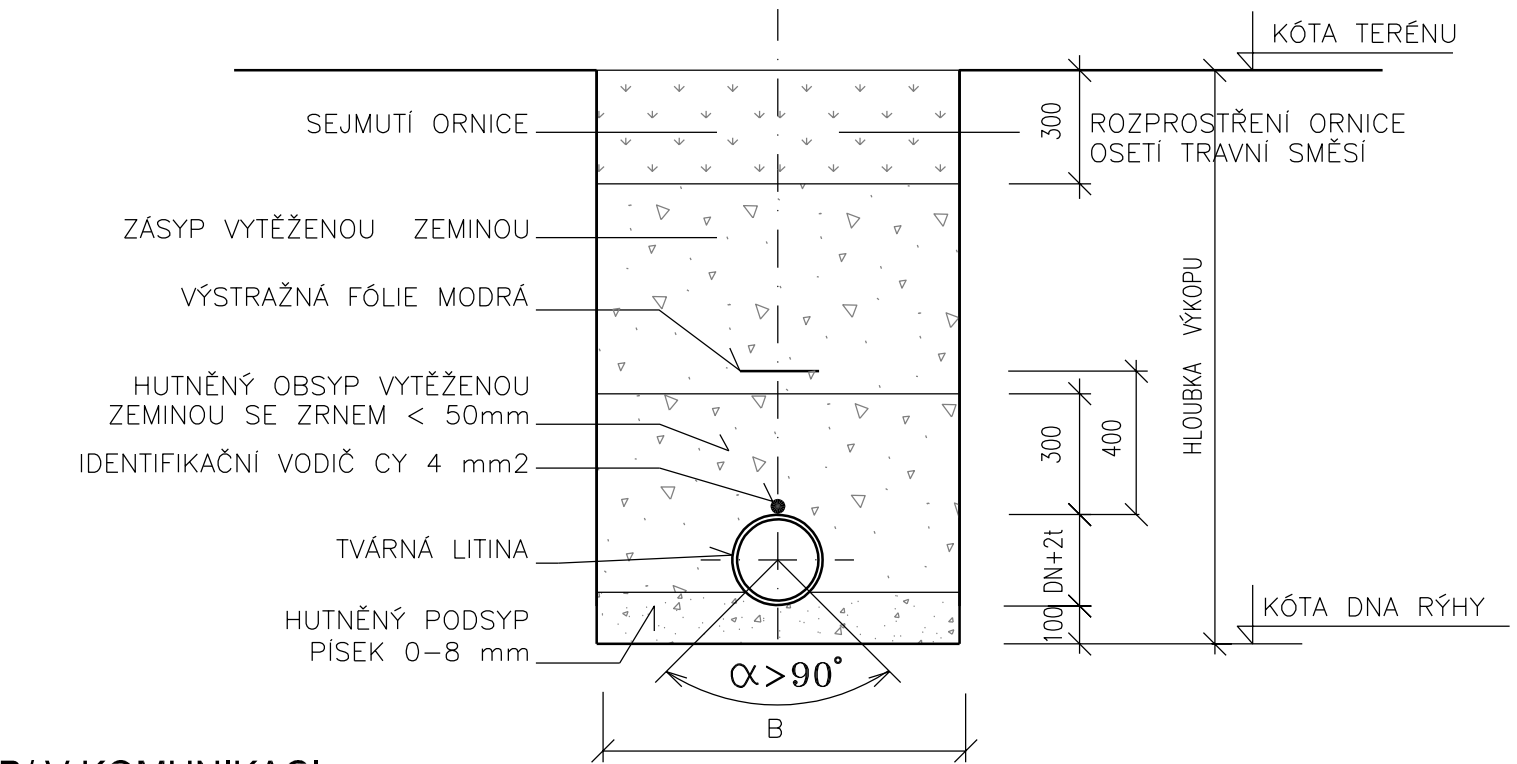 KÓTA TERÉNU
SEJMUTÍ ORNICE
300
ROZPROSTŘENÍ ORNICE
OSETÍ TRAVNÍ SMĚSÍ
ZÁSYP VYTĚŽENOU ZEMINOU
VÝSTRAŽNÁ FÓLIE MODRÁ
HLOUBKA VÝKOPU
HUTNĚNÝ OBSYP VYTĚŽENOU
ZEMINOU SE ZRNEM < 50mm
300
400
IDENTIFIKAČNÍ VODIČ CY 4 mm2
TVÁRNÁ LITINA
DN+2t
100
KÓTA DNA RÝHY
HUTNĚNÝ PODSYP
PÍSEK 0-8 mm
α>90°
B